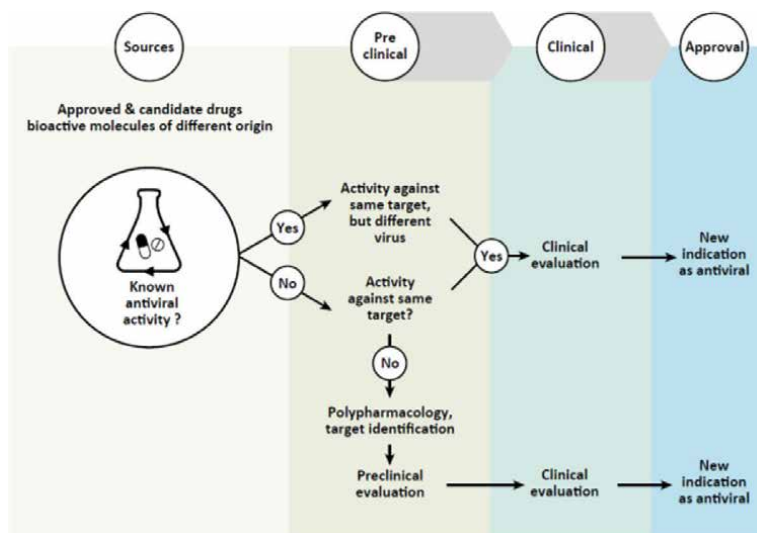 Sources
Pre
clinical
Clinical
Approval
Approved & candidate drugs
bioactive molecules of different origin
Known
antiviral
activity ?
Yes
No
Activity against
same target,
but different
virus
Activity
against same
target?
Yes
Clinical
evaluation
New
indication
as antiviral
No
Polypharmacology,
target identification
Preclinical
evaluation
Clinical
evaluation
New
indication
as antiviral